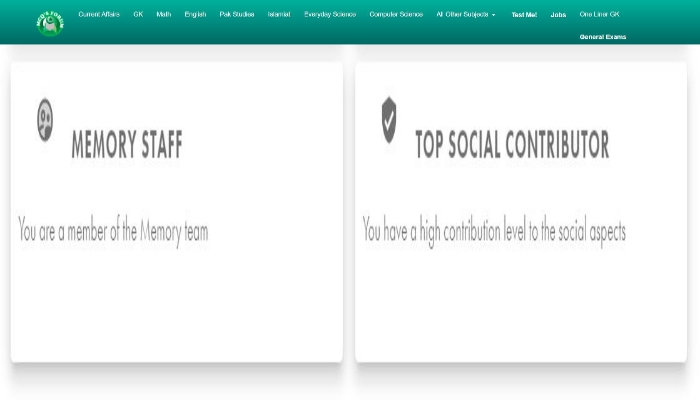 Current Affairs GK Math English Pak Studies Islamiat Everyday Science Computer Science All Other Subjects Test Me! Jobs One Liner GK
General Exams
MEMORY STAFF
You are a member of the Memory team
TOP SOCIAL CONTRIBUTOR
You have a high contribution level to the social aspects